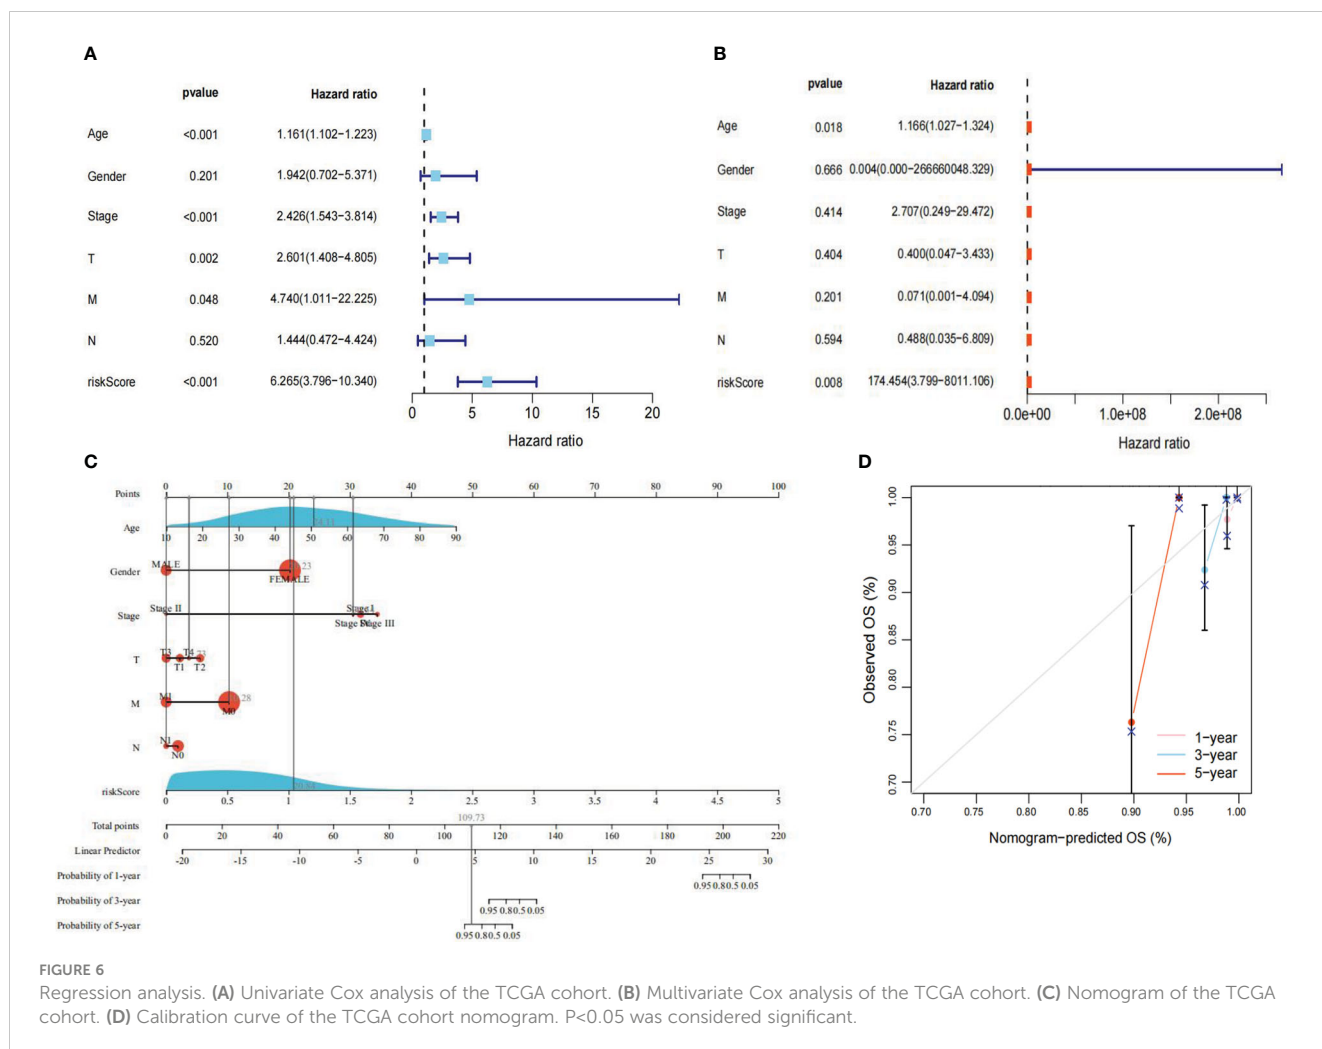 A
pvalue Hazard ratio
Age <0.001 1.161(1.102−1.223)
Gender 0.201 1.942(0.702−5.371)
Stage <0.001 2.426(1.543−3.814)
T 0.002 2.601(1.408−4.805)
M 0.048 4.740(1.011−22.225)
N 0.520 1.444(0.472−4.424)
riskScore <0.001 6.265(3.796−10.340)
0 5 10 15 20
Hazard ratio
B
pvalue Hazard ratio
Age 0.018 1.166(1.027−1.324)
Gender 0.666 0.004(0.000−266660048.329)
Stage 0.414 2.707(0.249−29.472)
T 0.404 0.400(0.047−3.433)
M 0.201 0.071(0.001−4.094)
N 0.594 0.488(0.035−6.809)
riskScore 0.008 174.454(3.799−8011.106)
0.0e+00 1.0e+08 2.0e+08
Hazard ratio
C
Points 0 10 20 30 40 50 60 70 80 90 100
Age
10 20 30 40 50 60 70 80 90
Gender MALE FEMALE
Stage Stage II Stage I Stage III
T T3 T4 T1 T2
M M1 M0
N N1 N0
riskScore 0 0.5 1 1.5 2 2.5 3 3.5 4 4.5 5
109.73
Total points 0 20 40 60 80 100 120 140 160 180 200 220
Linear Predictor -20 -15 -10 -5 0 5 10 15 20 25 30
Probability of 1-year 0.95 0.8 0.5 0.05
Probability of 3-year 0.95 0.8 0.5 0.05
Probability of 5-year 0.95 0.8 0.5 0.05
D
Observed OS (%)
1.00
0.95
0.90
0.85
0.80
0.75
0.70
1−year
3−year
5−year
0.70 0.75 0.80 0.85 0.90 0.95 1.00
Nomogram−predicted OS (%)
FIGURE 6
Regression analysis. (A) Univariate Cox analysis of the TCGA cohort. (B) Multivariate Cox analysis of the TCGA cohort. (C) Nomogram of the TCGA
cohort. (D) Calibration curve of the TCGA cohort nomogram. P<0.05 was considered significant.